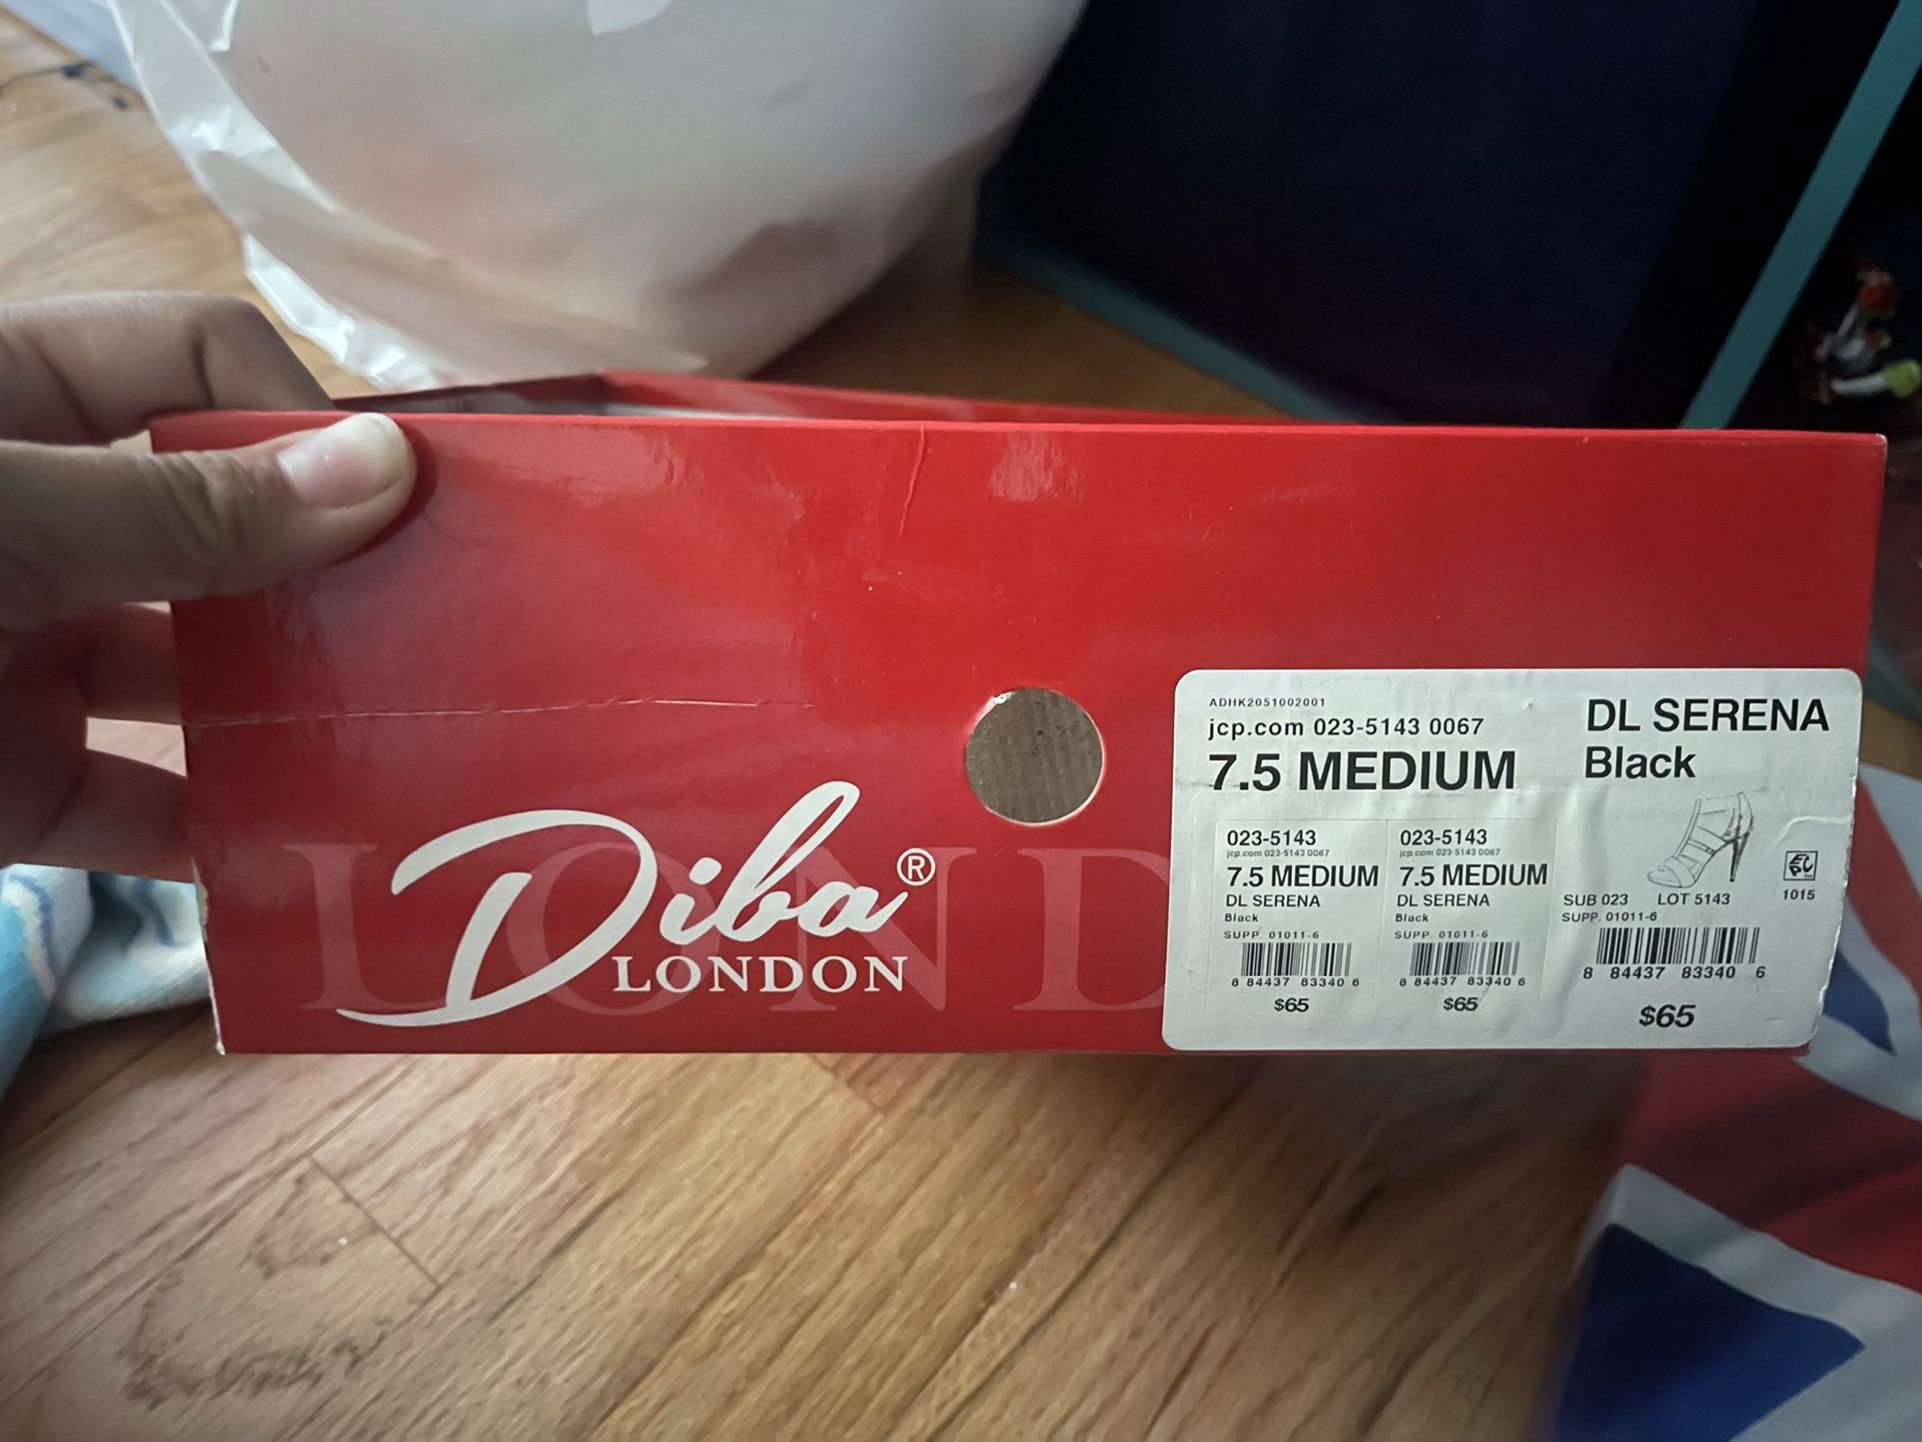 LOND
Diba®
LONDON
ADHK2051002001
jcp.com 023-5143 0067
7.5 MEDIUM
DL SERENA
Black
023-5143
jcp.com 023-5143 0067
7.5 MEDIUM
DL SERENA
Black
SUPP. 01011-6
8 84437 83340 6
$65
023-5143
jcp.com 023-5143 0067
7.5 MEDIUM
DL SERENA
Black
SUPP. 01011-6
8 84437 83340 6
$65
SUB 023 LOT 5143
SUPP. 01011-6
8 84437 83340 6
$65
1015